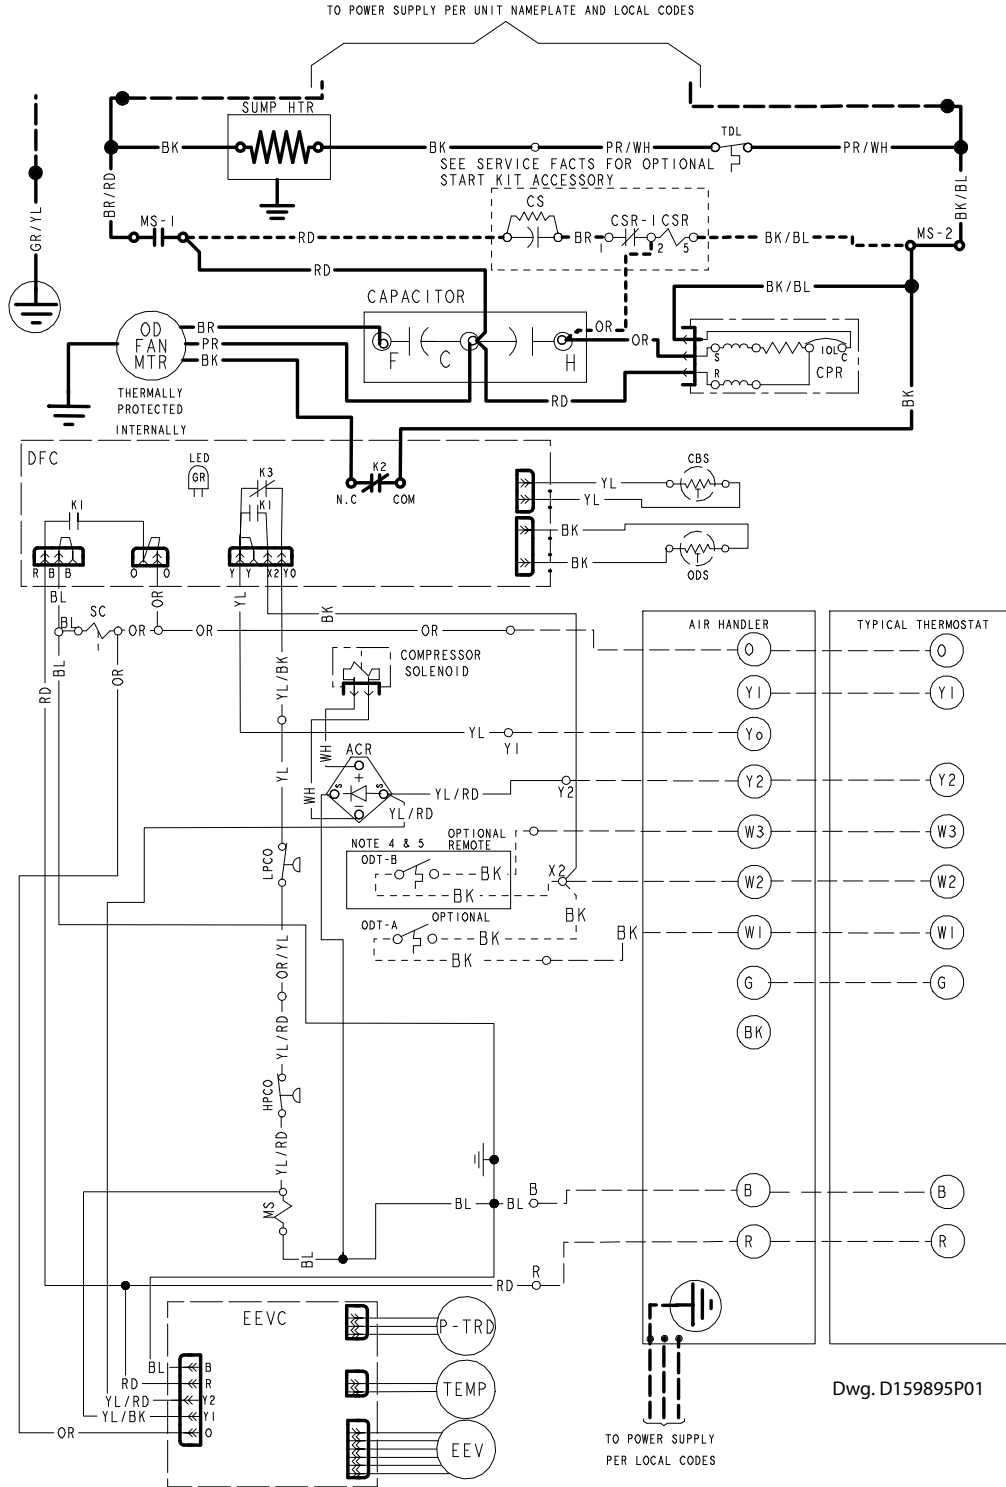 TO POWER SUPPLY PER UNIT NAMEPLATE AND LOCAL CODES
SUMP HTR
BK
BK
PR/WH
TDL
PR/WH
SEE SERVICE FACTS FOR OPTIONAL
START KIT ACCESSORY
GR/YL
BR/RD
BK/BL
MS-1
RD
CS
BR
CSR-1 CSR
1
2
5
BK/BL
MS-2
RD
CAPACITOR
BK/BL
OD
FAN
MTR
BR
PR
BK
F
C
H
OR
OR
S
R
IOL
C
CPR
RD
BK
THERMALLY
PROTECTED
INTERNALLY
DFC
LED
GR
K3
K1
K2
N.C
COM
K1
YL
YL
CBS
BK
BK
ODS
R B B
O O
Y Y X2 YO
BL
OR
YL
BK
BL
SC
OR
OR
1
BL
OR
RD
YL/BK
COMPRESSOR
SOLENOID
AIR HANDLER
TYPICAL THERMOSTAT
O
O
Y1
Y1
YL
Y1
Yo
WH
ACR
+
S
S
–
WH
YL
YL/RD
YL/RD
Y2
Y2
Y2
NOTE 4 & 5
OPTIONAL
REMOTE
W3
W3
LPCO
ODT-B
BK
BK
X2
W2
W2
BK
ODT-A
OPTIONAL
BK
BK
BK
W1
W1
OR/YL
G
G
YL/RD
BK
HPCO
YL/RD
MS
BL
BL
BL
B
B
B
R
RD
R
R
EEVC
P-TRD
BL
RD
YL/RD
YL/BK
OR
B
R
Y2
Y1
O
TEMP
EEV
Dwg. D159895P01
TO POWER SUPPLY
PER LOCAL CODES